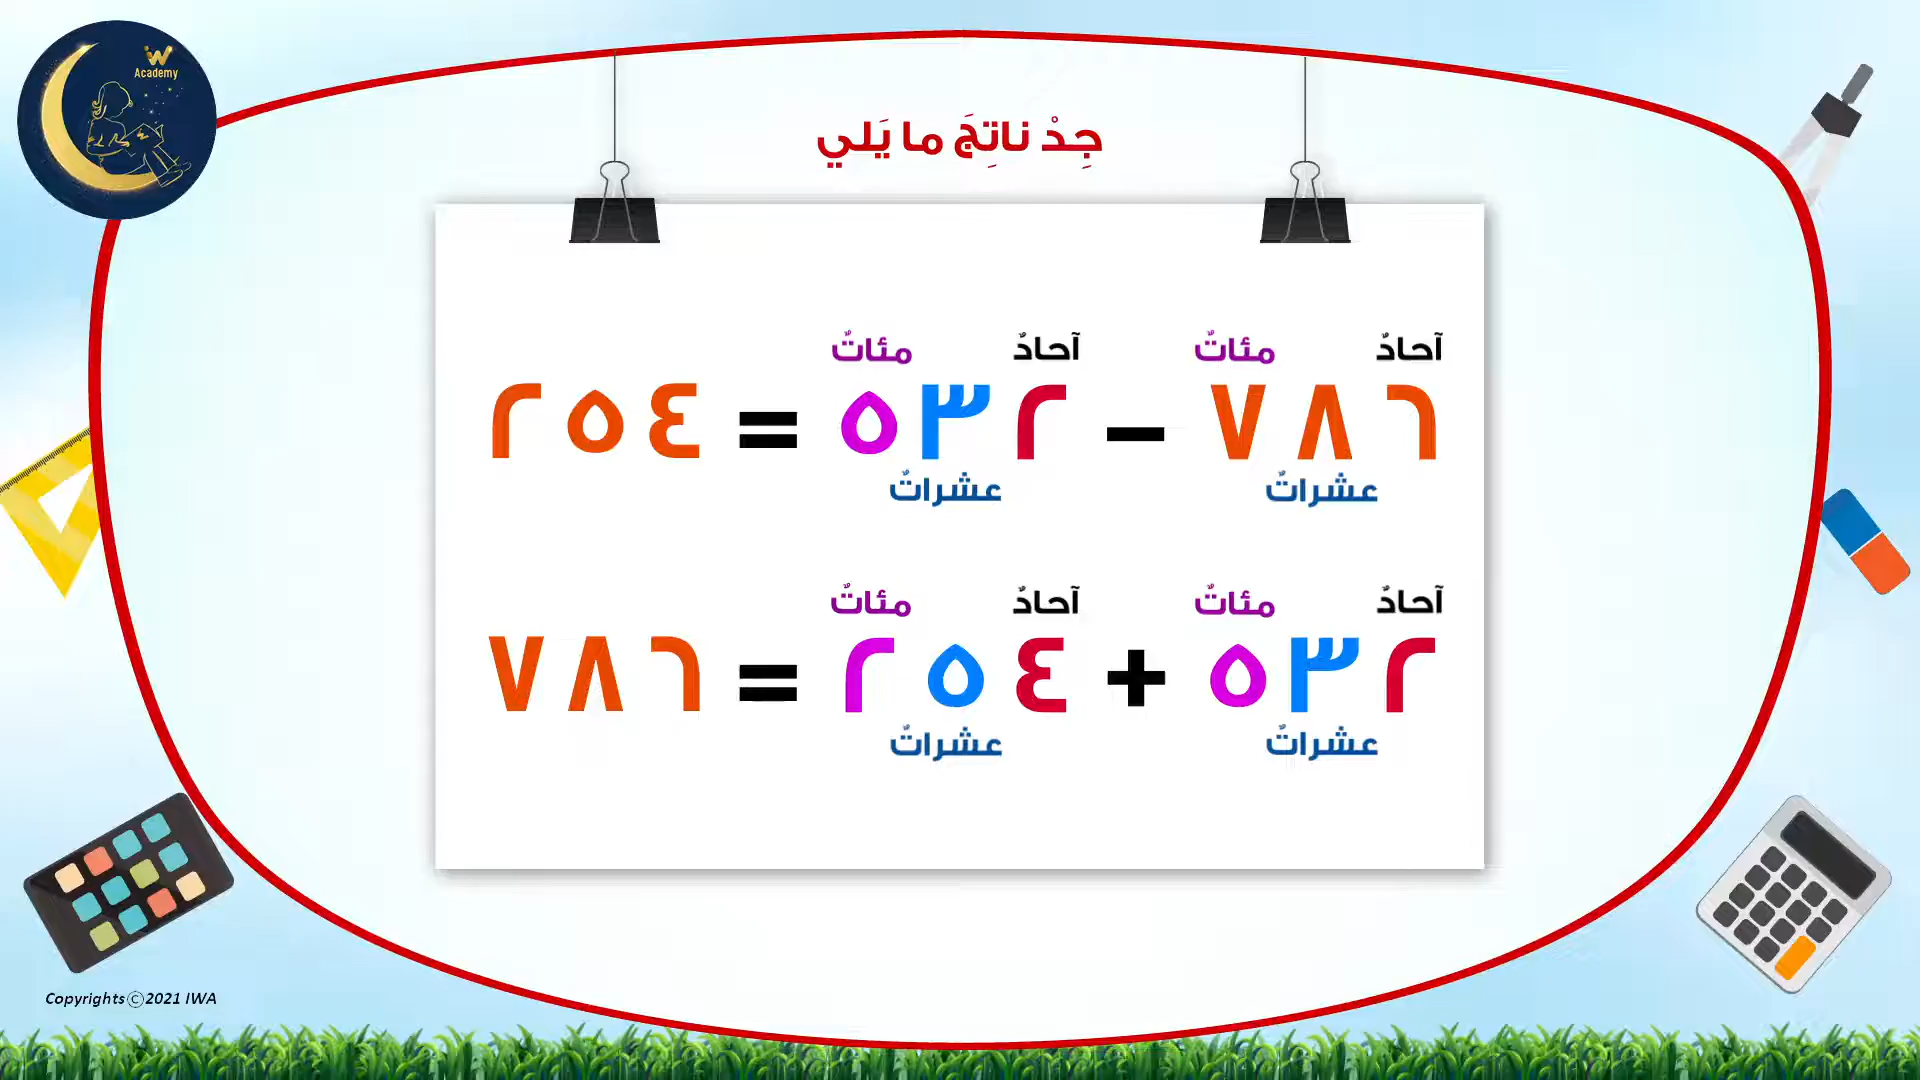 iW
Academy
جِدْ ناتِجَ ما يَلي
آحادٌ مئاتٌ آحادٌ مئاتٌ
٧٨٦ − ٥٣٢ = ٢٥٤
عشراتٌ عشراتٌ
آحادٌ مئاتٌ آحادٌ مئاتٌ
٥٣٢ + ٢٥٤ = ٧٨٦
عشراتٌ عشراتٌ
Copyrights©2021 IWA